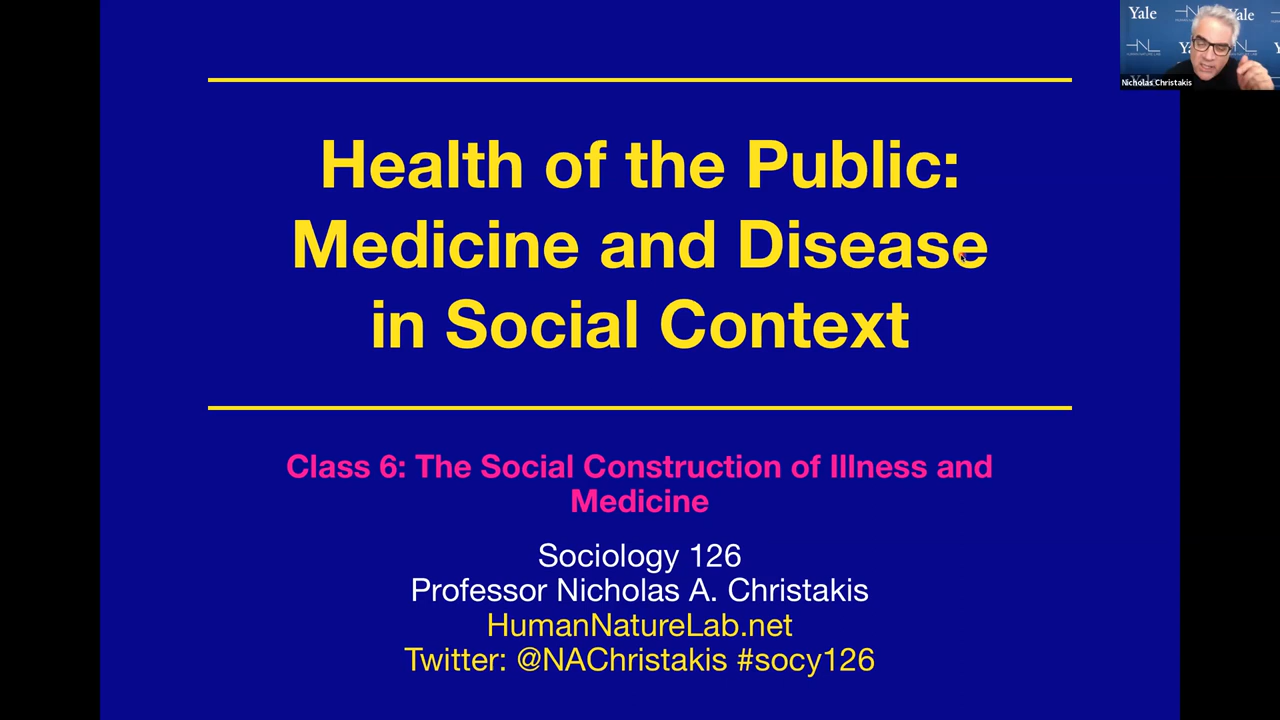 Health of the Public:
Medicine and Disease
in Social Context
Class 6: The Social Construction of Illness and
Medicine
Sociology 126
Professor Nicholas A. Christakis
HumanNatureLab.net
Twitter: @NAChristakis #socy126
Yale
Yale
Nicholas Christakis